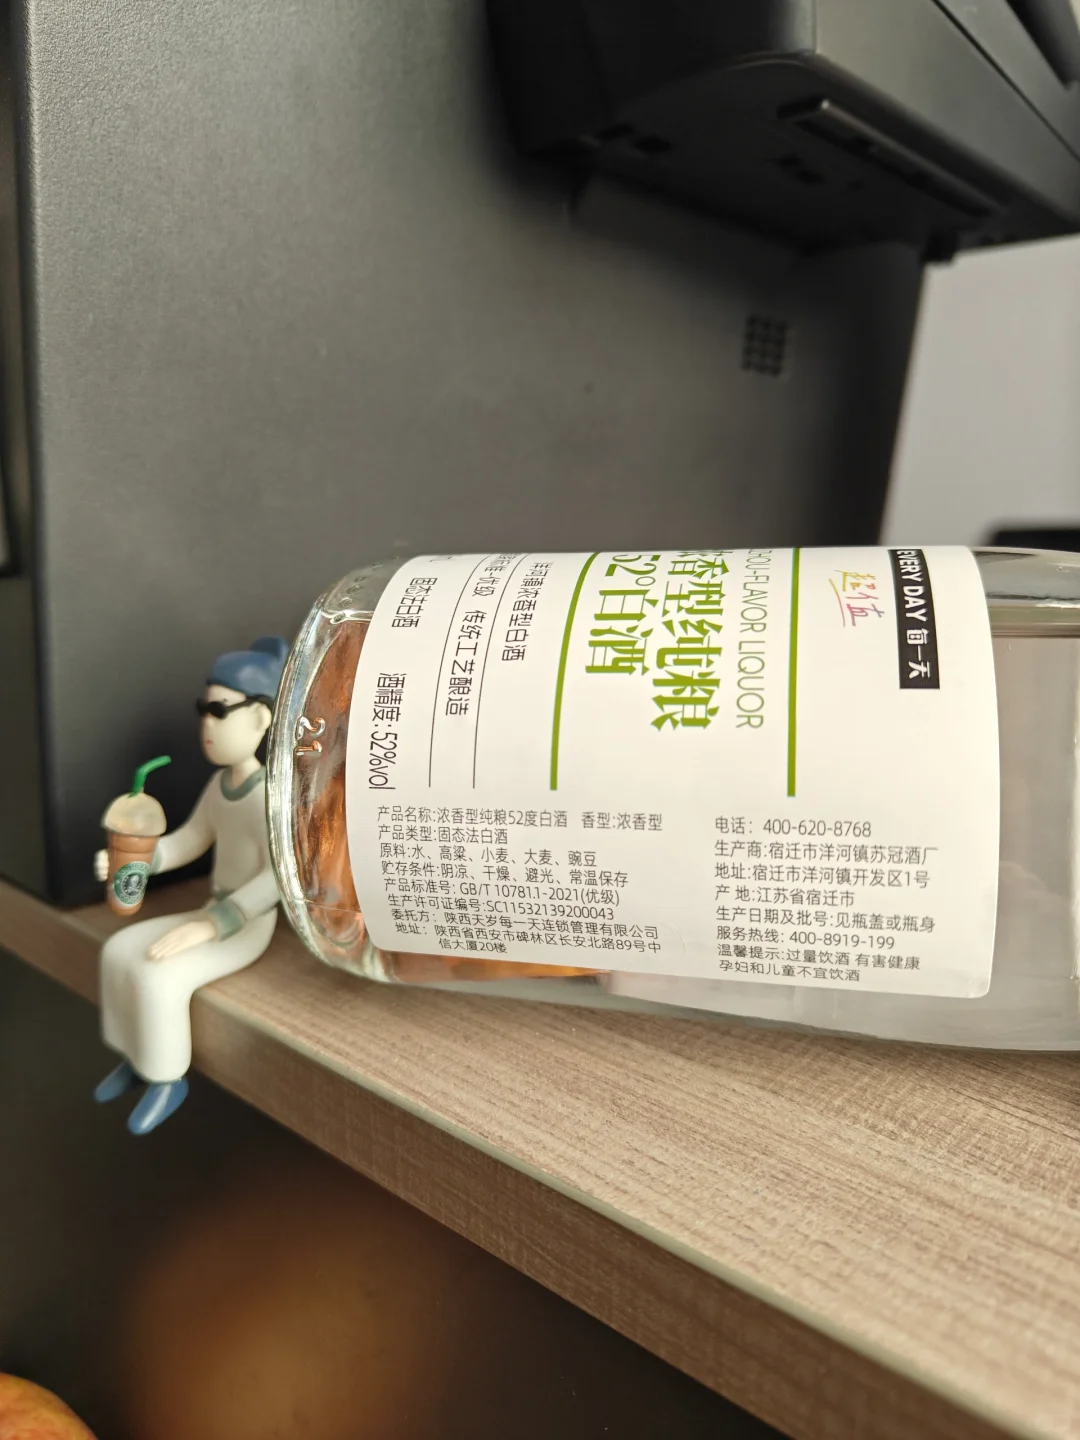 EVERY DAY 每一天
超值
ZHOU-FLAVOR LIQUOR
浓香型纯粮
52°白酒
洋河镇浓香型白酒
优级 传统工艺酿造
固态法白酒 酒精度:52%vol
产品名称:浓香型纯粮52度白酒 香型:浓香型
产品类型:固态法白酒
原料:水、高粱、小麦、大麦、豌豆
贮存条件:阴凉、干燥、避光、常温保存
产品标准号:GB/T 10781.1-2021(优级)
生产许可证编号:SC11532139200043
委托方：陕西天岁每一天连锁管理有限公司
地址：陕西省西安市碑林区长安北路89号中
信大厦20楼
电话：400-620-8768
生产商:宿迁市洋河镇苏冠酒厂
地址:宿迁市洋河镇开发区1号
产 地:江苏省宿迁市
生产日期及批号:见瓶盖或瓶身
服务热线: 400-8919-199
温馨提示:过量饮酒 有害健康
孕妇和儿童不宜饮酒
21